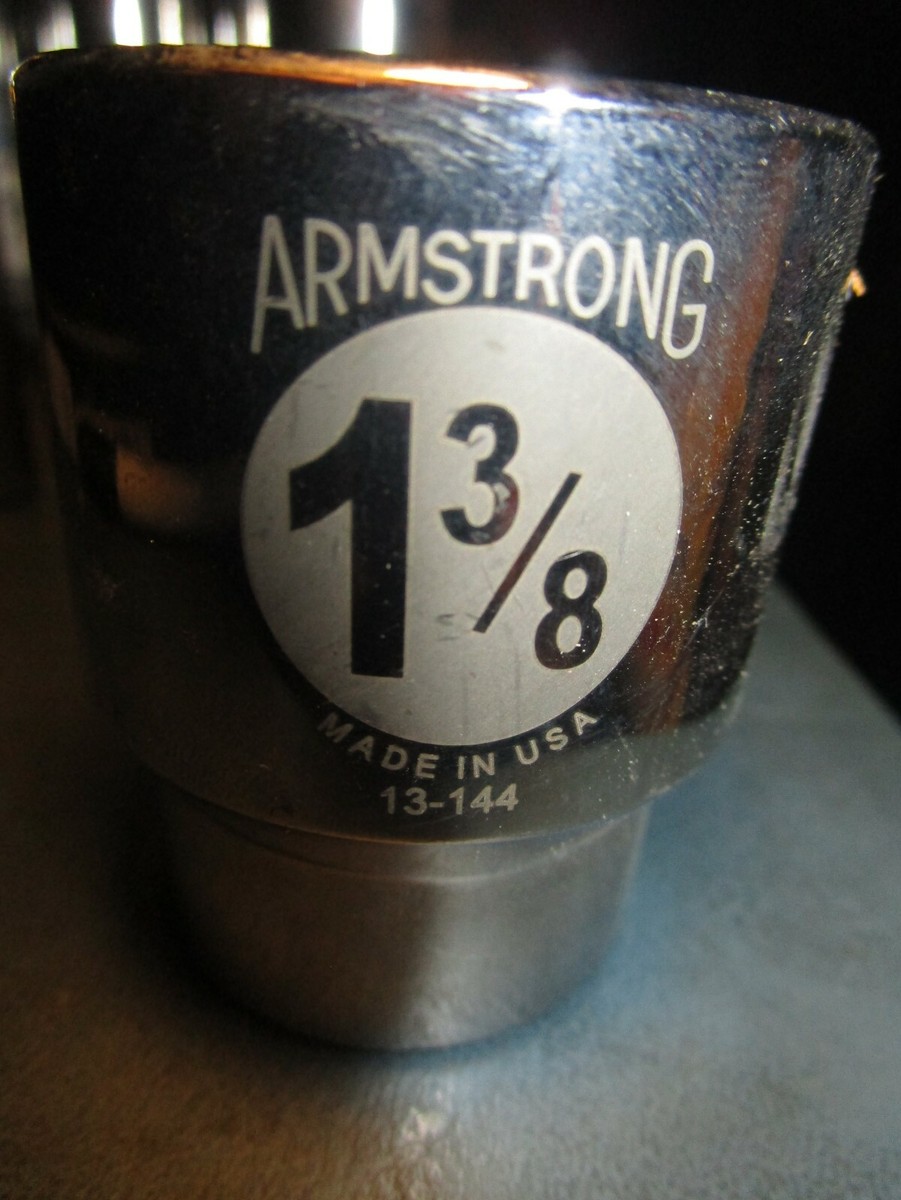 ARMSTRONG
1 3/8
MADE IN USA
13-144